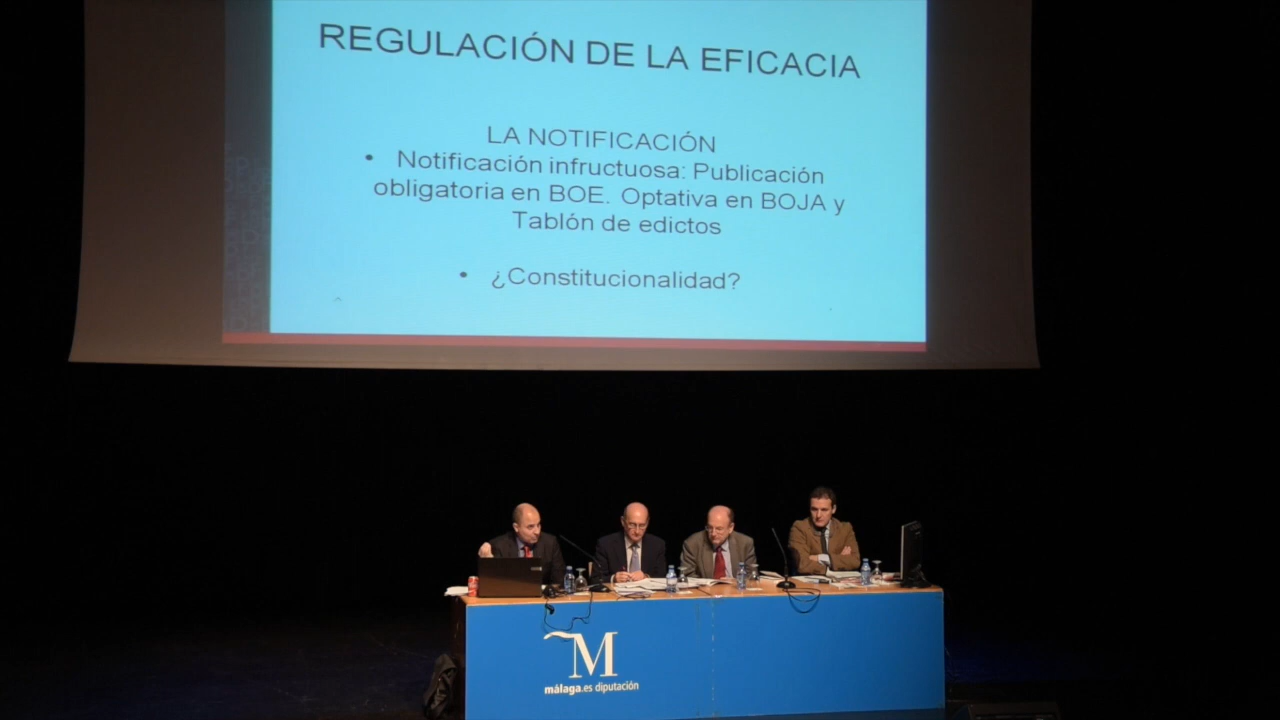 REGULACIÓN DE LA EFICACIA
LA NOTIFICACIÓN
• Notificación infructuosa: Publicación
obligatoria en BOE. Optativa en BOJA y
Tablón de edictos
• ¿Constitucionalidad?
M
málaga.es diputación